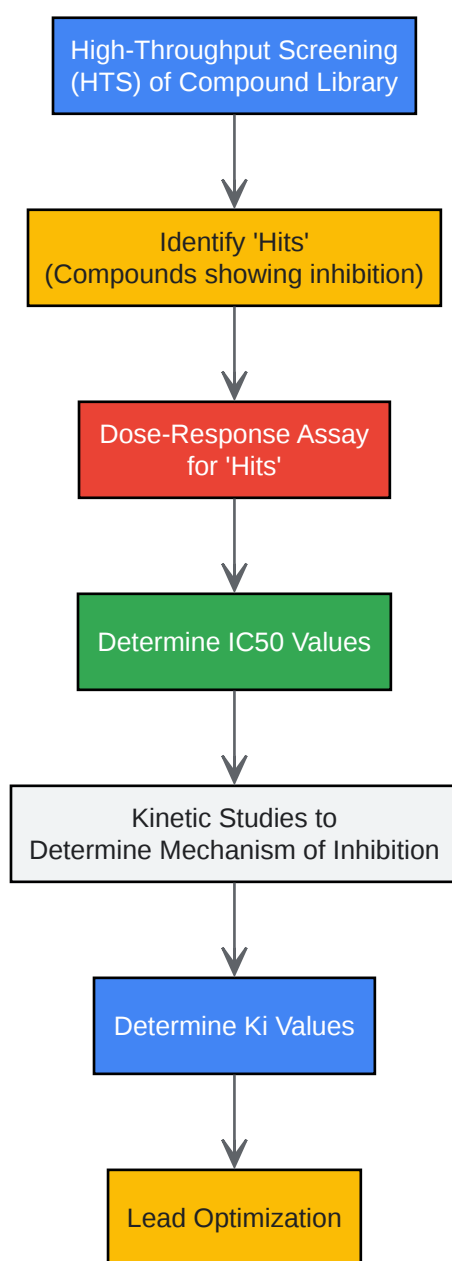 High-Throughput Screening
(HTS) of Compound Library
Identify 'Hits'
(Compounds showing inhibition)
Dose-Response Assay
for 'Hits'
Determine IC50 Values
Kinetic Studies to
Determine Mechanism of Inhibition
Determine Ki Values
Lead Optimization